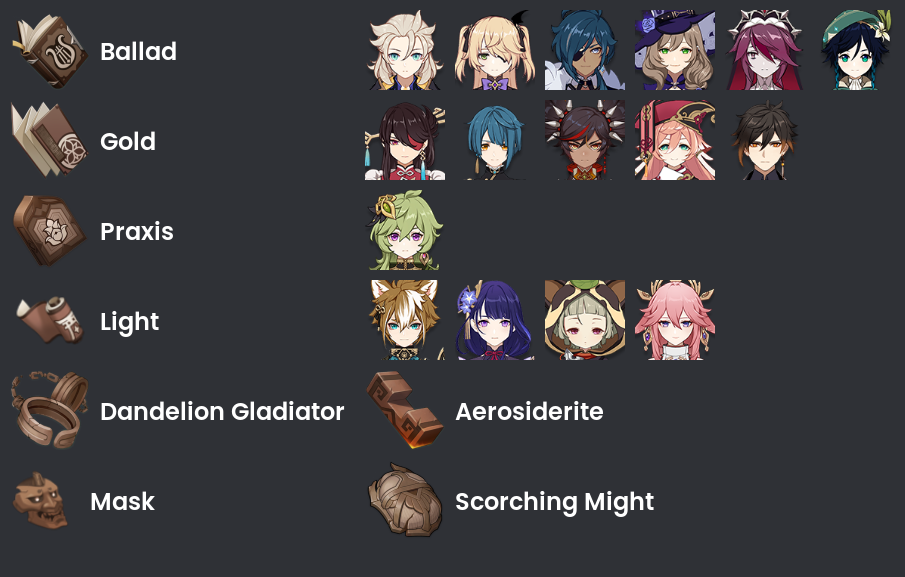 Ballad
Gold
Praxis
Light
Dandelion Gladiator
Aerosiderite
Mask
Scorching Might